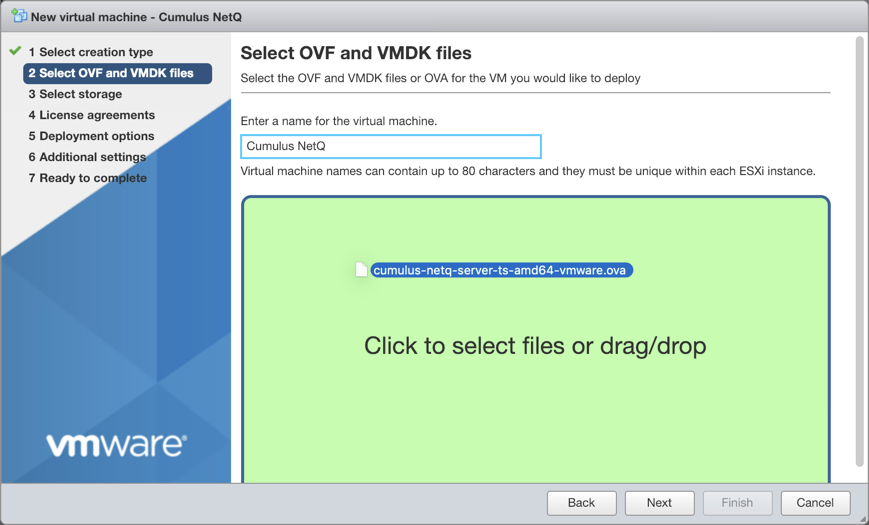 New virtual machine - Cumulus NetQ
1 Select creation type
2 Select OVF and VMDK files
3 Select storage
4 License agreements
5 Deployment options
6 Additional settings
7 Ready to complete
vmware®
Select OVF and VMDK files
Select the OVF and VMDK files or OVA for the VM you would like to deploy
Enter a name for the virtual machine.
Cumulus NetQ
Virtual machine names can contain up to 80 characters and they must be unique within each ESXi instance.
cumulus-netq-server-ts-amd64-vmware.ova
Click to select files or drag/drop
Back Next Finish Cancel